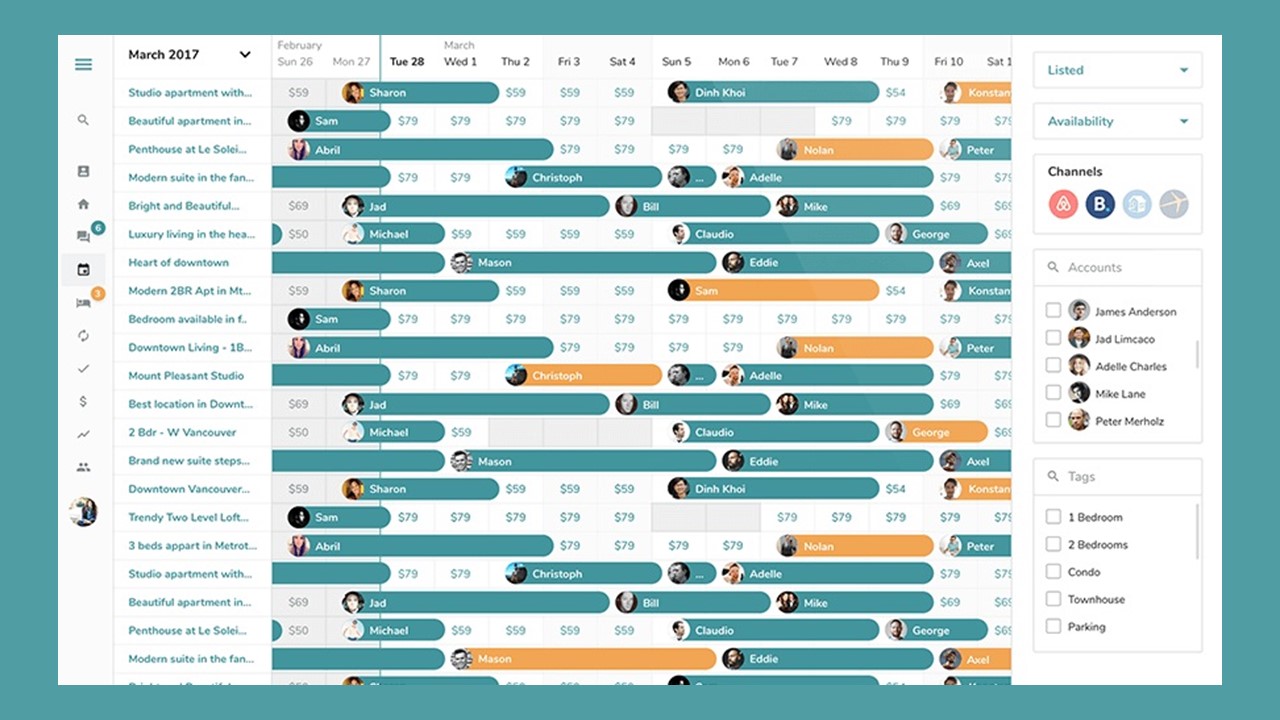 March 2017
February March
Sun 26 Mon 27 Tue 28 Wed 1 Thu 2 Fri 3 Sat 4 Sun 5 Mon 6 Tue 7 Wed 8 Thu 9 Fri 10 Sat
Studio apartment with... $59 Sharon $59 $59 $59 Dinh Khoi $54 Konstan
Beautiful apartment in... Sam $79 $79 $79 $79 $79 $79 $79 $79
Penthouse at Le Solei... Abril $79 $79 $79 $79 Nolan Peter
Modern suite in the fan... $79 $79 Christoph ... Adelle $79
Bright and Beautiful... $69 Jad Bill Mike $69
Luxury living in the hea... $50 Michael $59 $59 $59 $59 Claudio George
6
Heart of downtown Mason Eddie Axel
Modern 2BR Apt in Mt... $59 Sharon $59 $59 $59 Sam $54 Konstan
3
Bedroom available in f.. Sam $79 $79 $79 $79 $79 $79 $79 $79 $79 $79 $79
Downtown Living - 1B... Abril $79 $79 $79 $79 Nolan Peter
Mount Pleasant Studio $79 $79 Christoph ... Adelle $79
Best location in Downt... $69 Jad Bill Mike $69
2 Bdr - W Vancouver $50 Michael $59 Claudio George
Brand new suite steps... Mason Eddie Axel
Downtown Vancouver... $59 Sharon $59 $59 $59 Dinh Khoi $54 Konstan
Trendy Two Level Loft... Sam $79 $79 $79 $79 $79 $79 $79 $79 $79
3 beds appart in Metrot... Abril $79 $79 $79 $79 Nolan Peter
Studio apartment with... $79 $79 Christoph ... Adelle $79
Beautiful apartment in... $69 Jad Bill Mike $69
Penthouse at Le Solei... $50 Michael $59 $59 $59 $59 Claudio George
Modern suite in the fan... Mason Eddie Axel
Listed
Availability
Channels
B.
Accounts
James Anderson
Jad Limcaco
Adelle Charles
Mike Lane
Peter Merholz
Tags
1 Bedroom
2 Bedrooms
Condo
Townhouse
Parking